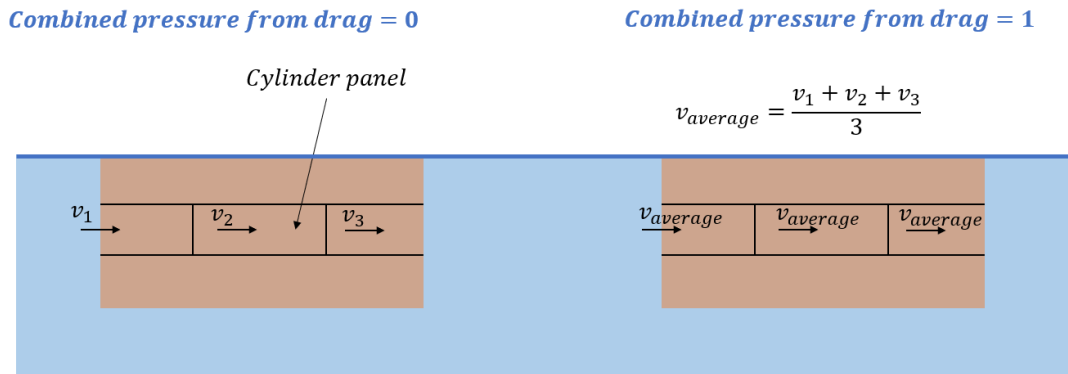 Combined pressure from drag = 0
Combined pressure from drag = 1
Cylinder panel
v_average = (v_1 + v_2 + v_3) / 3
v_1
v_2
v_3
v_average
v_average
v_average